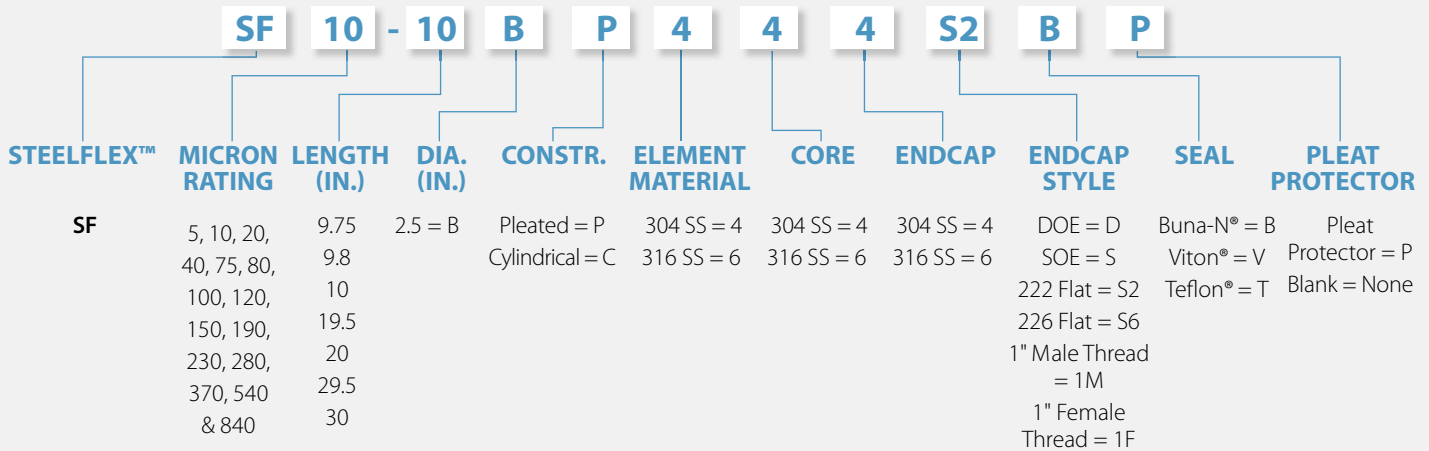 SF 10 - 10 B P 4 4 4 S2 B P
STEELFLEX™
SF
MICRON
RATING
5, 10, 20,
40, 75, 80,
100, 120,
150, 190,
230, 280,
370, 540
& 840
LENGTH
(IN.)
9.75
9.8
10
19.5
20
29.5
30
DIA.
(IN.)
2.5 = B
CONSTR.
Pleated = P
Cylindrical = C
ELEMENT
MATERIAL
304 SS = 4
316 SS = 6
CORE
304 SS = 4
316 SS = 6
ENDCAP
304 SS = 4
316 SS = 6
ENDCAP
STYLE
DOE = D
SOE = S
222 Flat = S2
226 Flat = S6
1" Male Thread
= 1M
1" Female
Thread = 1F
SEAL
Buna-N® = B
Viton® = V
Teflon® = T
PLEAT
PROTECTOR
Pleat
Protector = P
Blank = None